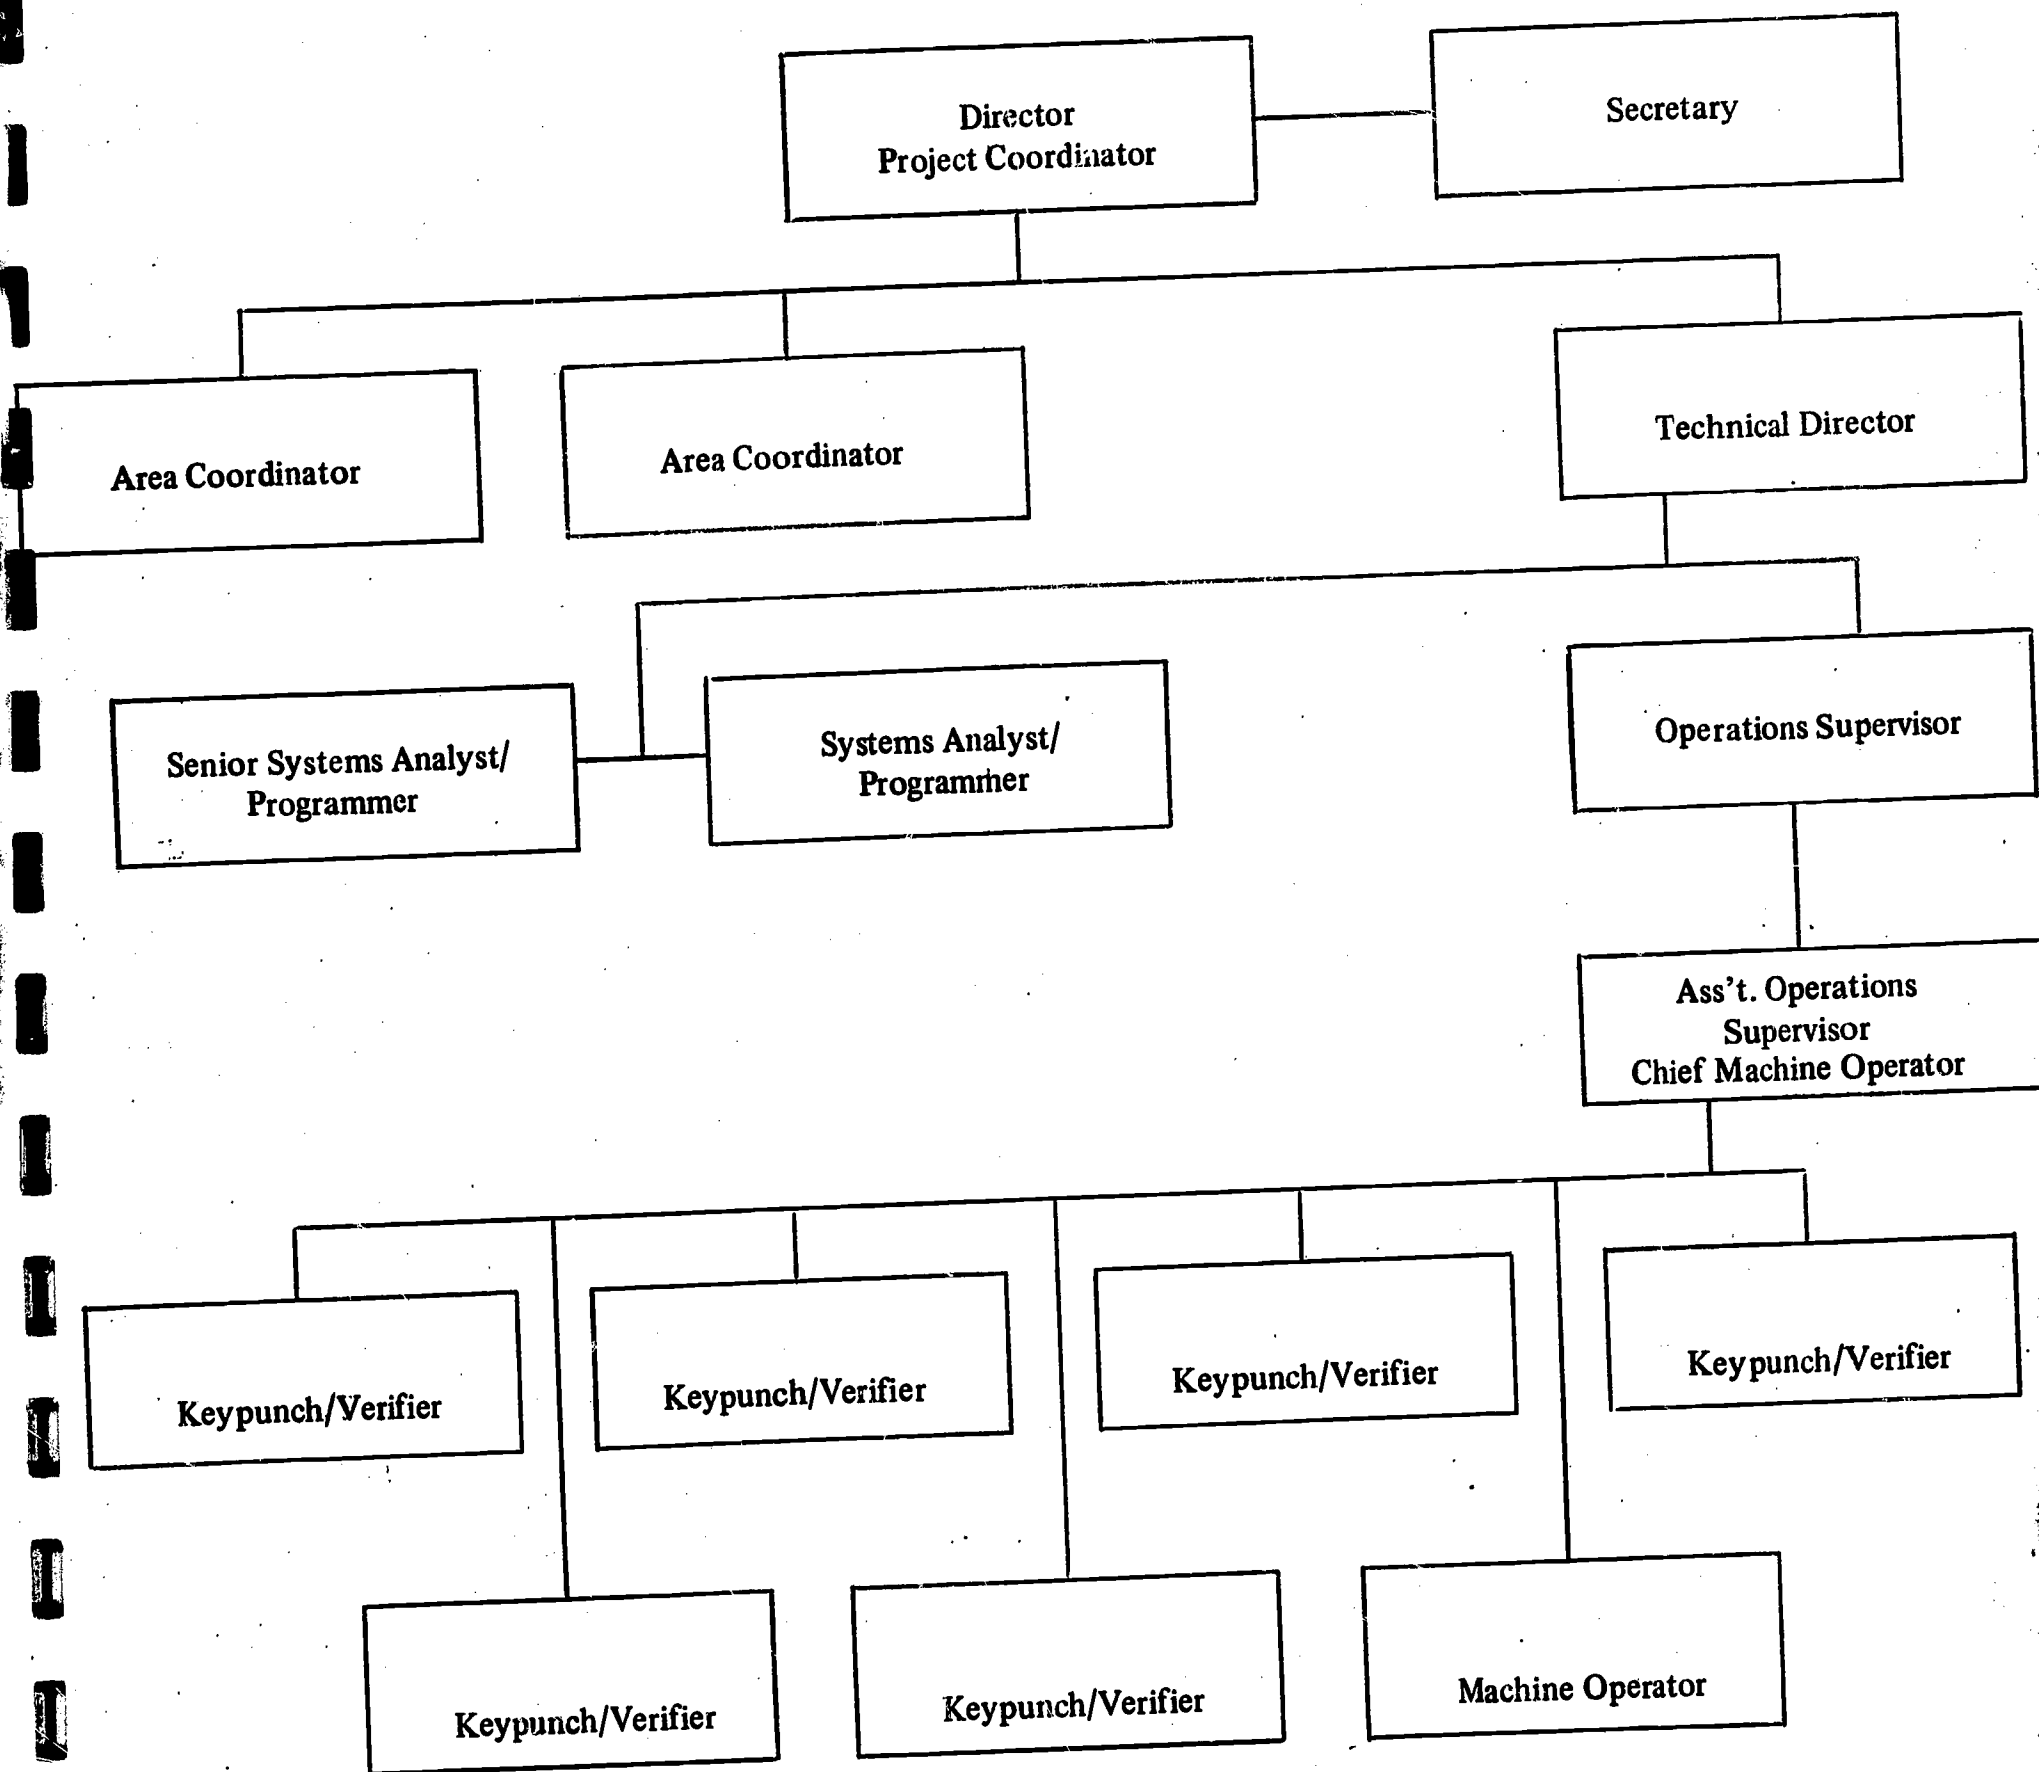 Director
Project Coordinator
Secretary
Area Coordinator
Area Coordinator
Technical Director
Senior Systems Analyst/
Programmer
Systems Analyst/
Programmer
Operations Supervisor
Ass't. Operations
Supervisor
Chief Machine Operator
Keypunch/Verifier
Keypunch/Verifier
Keypunch/Verifier
Keypunch/Verifier
Keypunch/Verifier
Keypunch/Verifier
Machine Operator